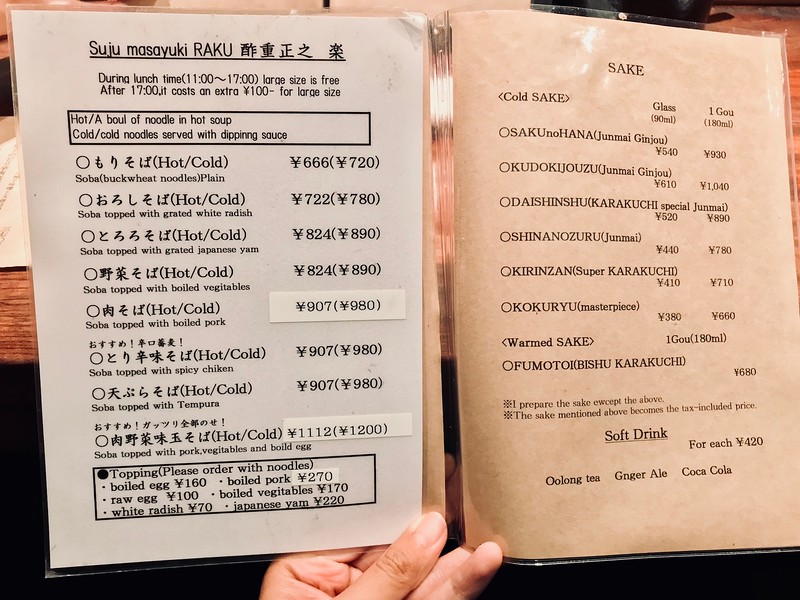 Suju masayuki RAKU 酢重正之 楽
During lunch time(11:00～17:00) large size is free
After 17:00,it costs an extra ¥100- for large size
Hot/A boul of noodle in hot soup
Cold/cold noodles served with dippinng sauce
○もりそば(Hot/Cold) ¥666(¥720)
Soba(buckwheat noodles)Plain
○おろしそば(Hot/Cold) ¥722(¥780)
Soba topped with grated white radish
○とろろそば(Hot/Cold) ¥824(¥890)
Soba topped with grated japanese yam
○野菜そば(Hot/Cold) ¥824(¥890)
Soba topped with boiled vegitables
○肉そば(Hot/Cold) ¥907(¥980)
Soba topped with boiled pork
おすすめ！辛口蕎麦！
○とり辛味そば(Hot/Cold) ¥907(¥980)
Soba topped with spicy chiken
○天ぷらそば(Hot/Cold) ¥907(¥980)
Soba topped with Tempura
おすすめ！ガッツリ全部のせ！
○肉野菜味玉そば(Hot/Cold) ¥1112(¥1200)
Soba topped with pork,vegetables and boild egg
●Topping(Please order with noodles)
・boiled egg ¥160 ・boiled pork ¥270
・raw egg ¥100 ・boiled vegitables ¥170
・white radish ¥70 ・japanese yam ¥220
SAKE
<Cold SAKE> Glass 1 Gou
(90ml) (180ml)
○SAKUnoHANA(Junmai Ginjou)
¥540 ¥930
○KUDOKIJOUZU(Junmai Ginjou)
¥610 ¥1,040
○DAISHINSHU(KARAKUCHI special Junmai)
¥520 ¥890
○SHINANOZURU(Junmai)
¥440 ¥780
○KIRINZAN(Super KARAKUCHI)
¥410 ¥710
○KOKURYU(masterpiece)
¥380 ¥660
<Warmed SAKE> 1Gou(180ml)
○FUMOTOI(BISHU KARAKUCHI)
¥680
※I prepare the sake ewcept the above.
※The sake mentioned above becomes the tax-included price.
Soft Drink
For each ¥420
Oolong tea Gnger Ale Coca Cola